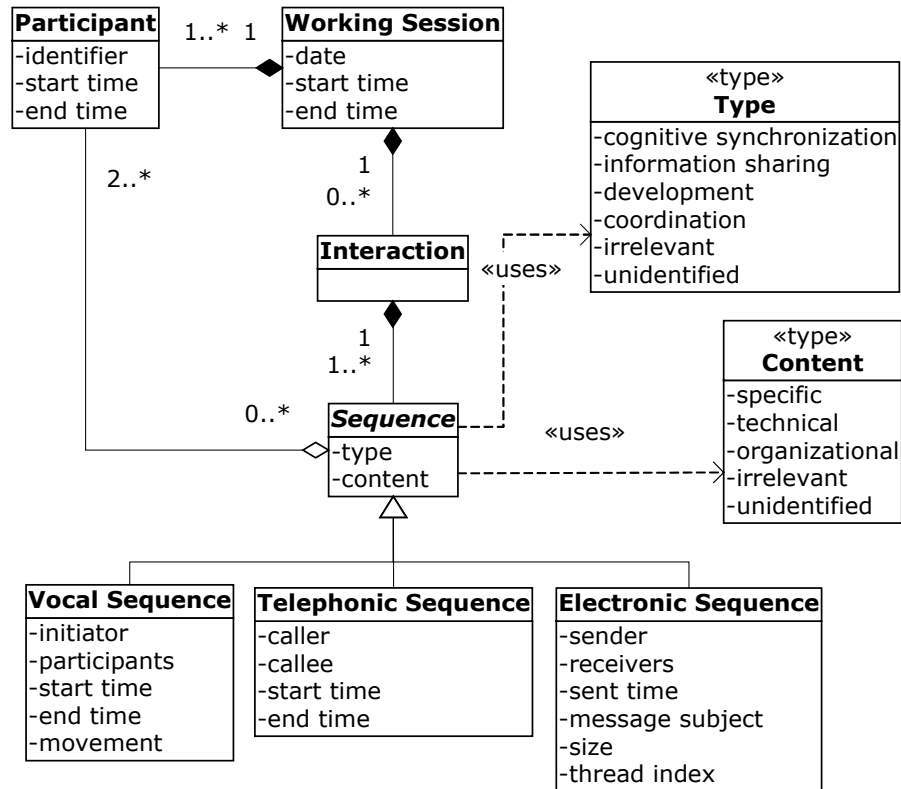 Participant
-identifier
-start time
-end time
1..* 1
Working Session
-date
-start time
-end time
«type»
Type
-cognitive synchronization
-information sharing
-development
-coordination
-irrelevant
-unidentified
2..*
1
0..*
Interaction
«uses»
1
1..*
«type»
Content
-specific
-technical
-organizational
-irrelevant
-unidentified
0..*
Sequence
-type
-content
«uses»
Vocal Sequence
-initiator
-participants
-start time
-end time
-movement
Telephonic Sequence
-caller
-callee
-start time
-end time
Electronic Sequence
-sender
-receivers
-sent time
-message subject
-size
-thread index